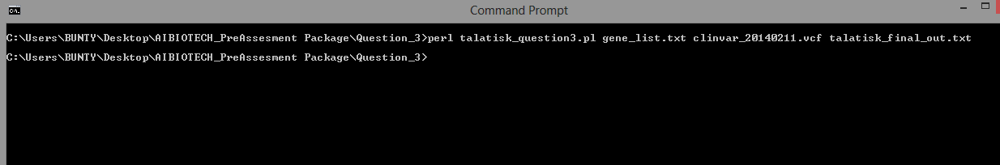 Command Prompt
C:\Users\BUNTY\Desktop\AIBIOTECH_PreAssesment Package\Question_3>perl talatisk_question3.pl gene_list.txt clinvar_20140211.vcf talatisk_final_out.txt
C:\Users\BUNTY\Desktop\AIBIOTECH_PreAssesment Package\Question_3>